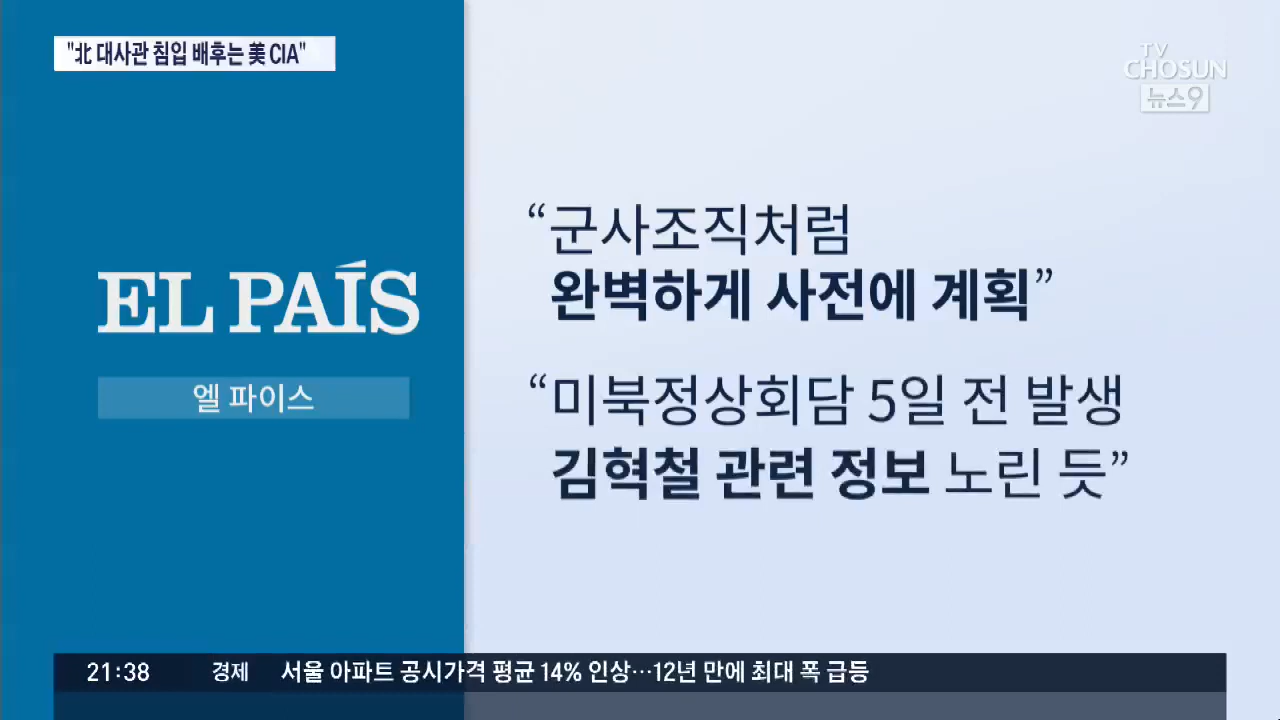 "北 대사관 침입 배후는 美 CIA"
TV
CHOSUN
뉴스9
“군사조직처럼
완벽하게 사전에 계획”
EL PAÍS
엘 파이스
“미북정상회담 5일 전 발생
김혁철 관련 정보 노린 듯”
21:38 경제 서울 아파트 공시가격 평균 14% 인상…12년 만에 최대 폭 급등